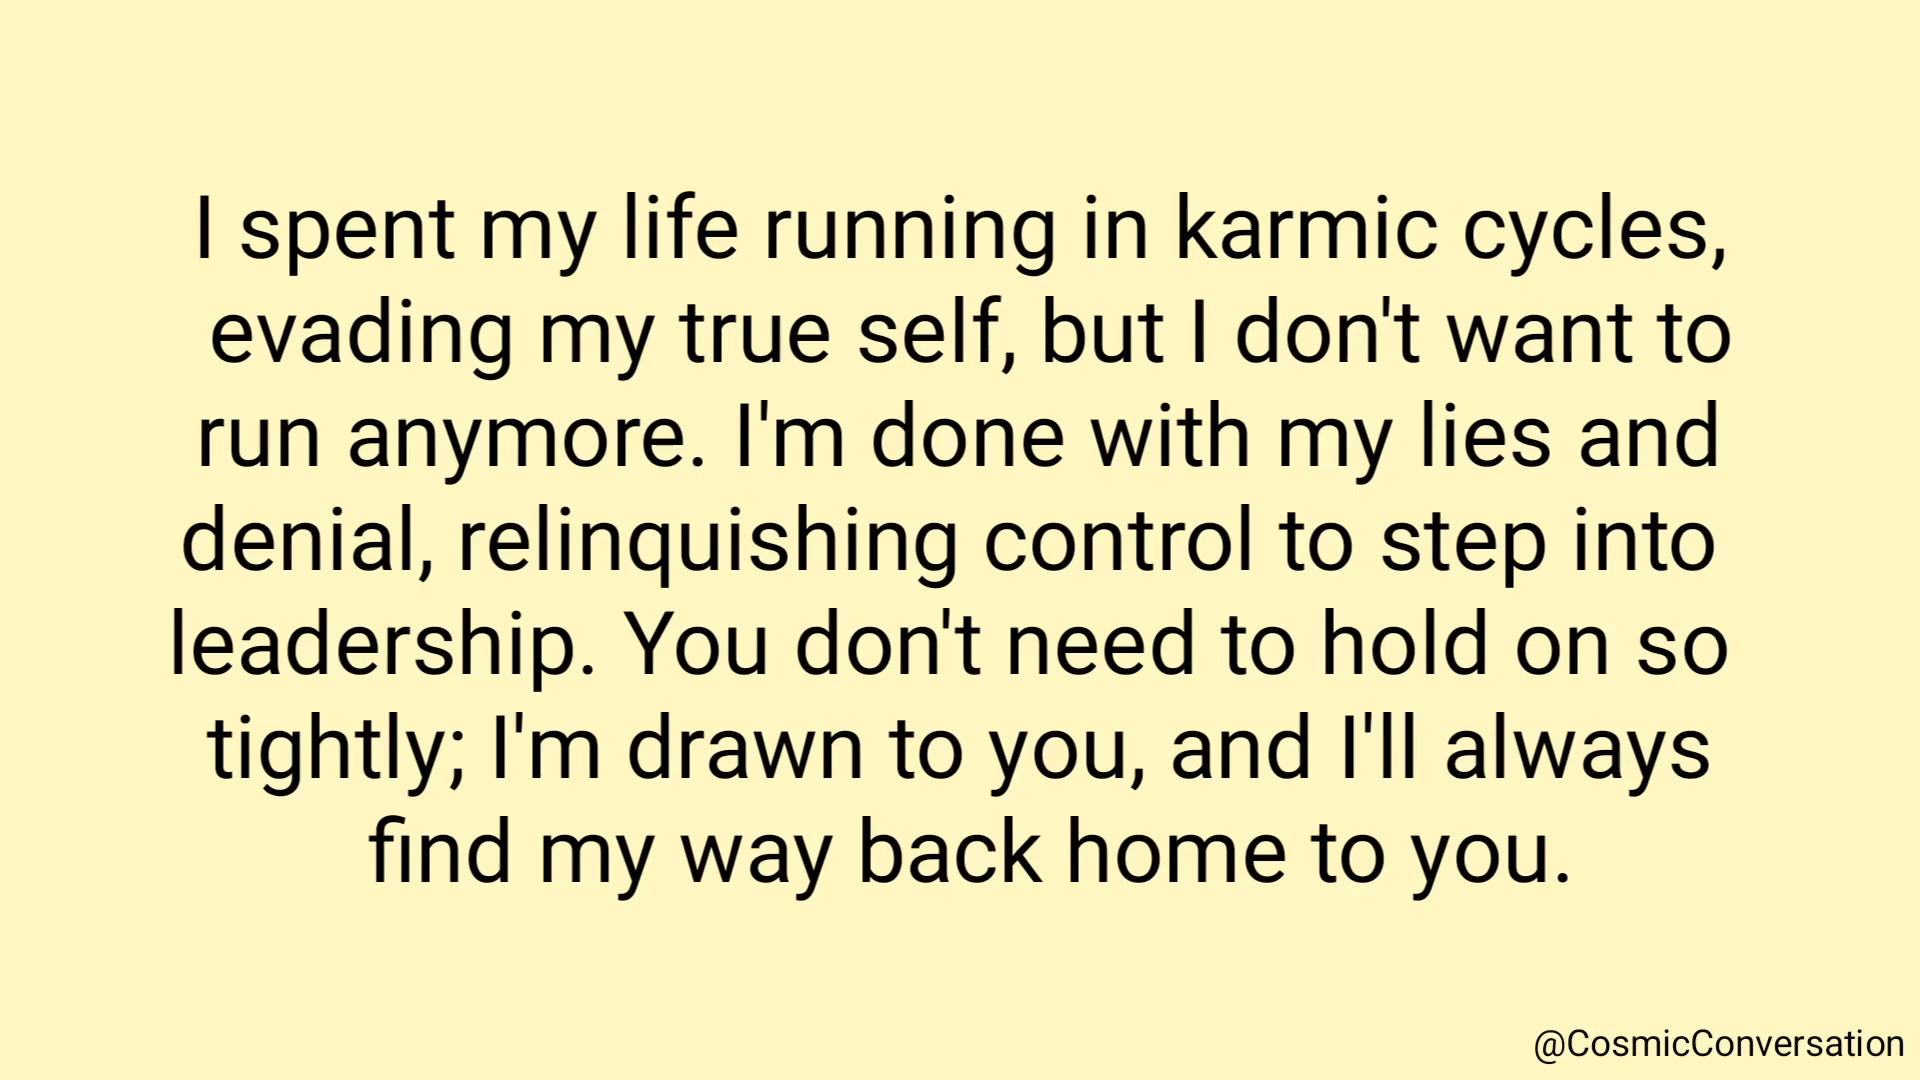 I spent my life running in karmic cycles,
evading my true self, but I don't want to
run anymore. I'm done with my lies and
denial, relinquishing control to step into
leadership. You don't need to hold on so
tightly; I'm drawn to you, and I'll always
find my way back home to you.
@CosmicConversation